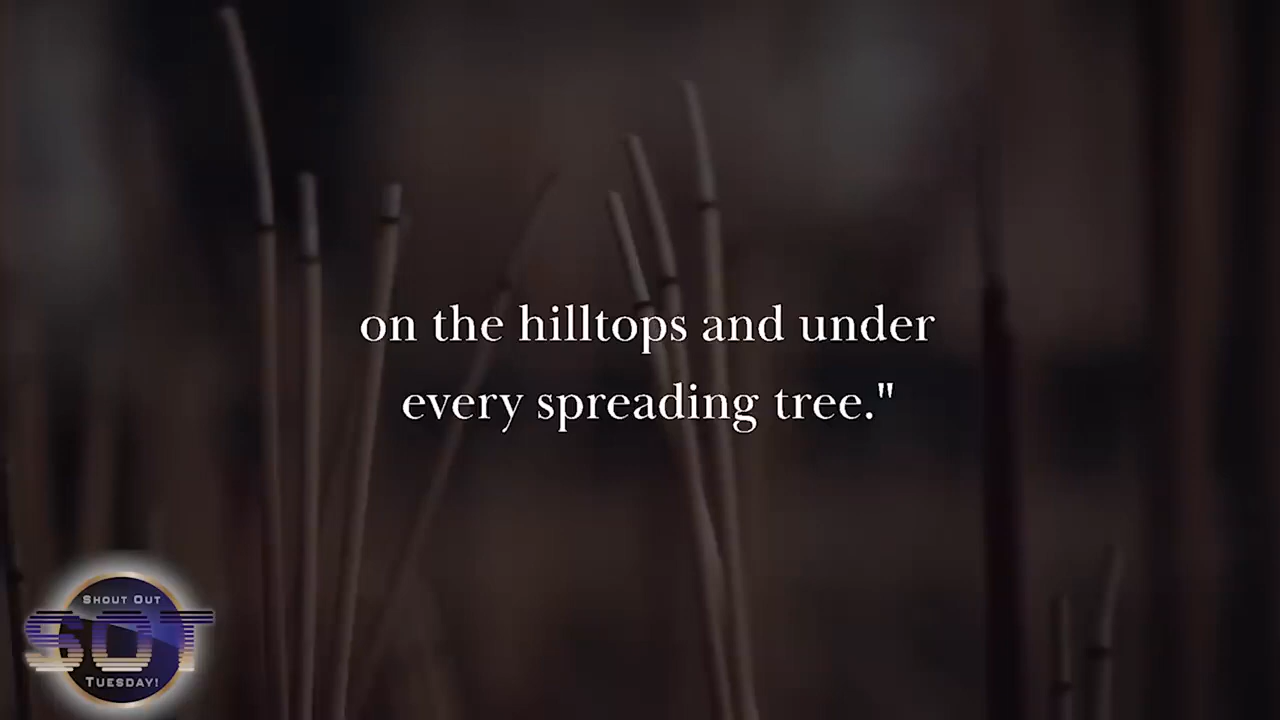 on the hilltops and under
every spreading tree."
SHOUT OUT
SOT
TUESDAY!